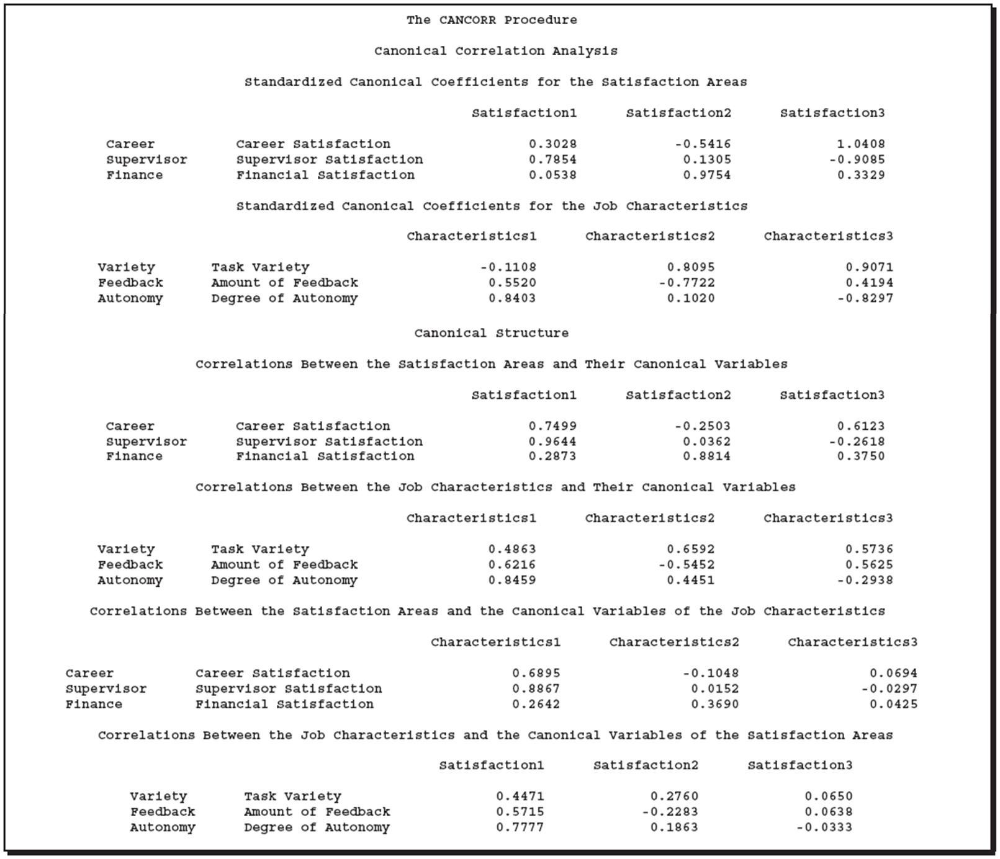 The CANCORR Procedure
Canonical Correlation Analysis
Standardized Canonical Coefficients for the Satisfaction Areas
Satisfaction1 Satisfaction2 Satisfaction3
Career Career Satisfaction 0.3028 -0.5416 1.0408
Supervisor Supervisor Satisfaction 0.7854 0.1305 -0.9085
Finance Financial Satisfaction 0.0538 0.9754 0.3329
Standardized Canonical Coefficients for the Job Characteristics
Characteristics1 Characteristics2 Characteristics3
Variety Task Variety -0.1108 0.8095 0.9071
Feedback Amount of Feedback 0.5520 -0.7722 0.4194
Autonomy Degree of Autonomy 0.8403 0.1020 -0.8297
Canonical Structure
Correlations Between the Satisfaction Areas and Their Canonical Variables
Satisfaction1 Satisfaction2 Satisfaction3
Career Career Satisfaction 0.7499 -0.2503 0.6123
Supervisor Supervisor Satisfaction 0.9644 0.0362 -0.2618
Finance Financial Satisfaction 0.2873 0.8814 0.3750
Correlations Between the Job Characteristics and Their Canonical Variables
Characteristics1 Characteristics2 Characteristics3
Variety Task Variety 0.4863 0.6592 0.5736
Feedback Amount of Feedback 0.6216 -0.5452 0.5625
Autonomy Degree of Autonomy 0.8459 0.4451 -0.2938
Correlations Between the Satisfaction Areas and the Canonical Variables of the Job Characteristics
Characteristics1 Characteristics2 Characteristics3
Career Career Satisfaction 0.6895 -0.1048 0.0694
Supervisor Supervisor Satisfaction 0.8867 0.0152 -0.0297
Finance Financial Satisfaction 0.2642 0.3690 0.0425
Correlations Between the Job Characteristics and the Canonical Variables of the Satisfaction Areas
Satisfaction1 Satisfaction2 Satisfaction3
Variety Task Variety 0.4471 0.2760 0.0650
Feedback Amount of Feedback 0.5715 -0.2283 0.0638
Autonomy Degree of Autonomy 0.7777 0.1863 -0.0333